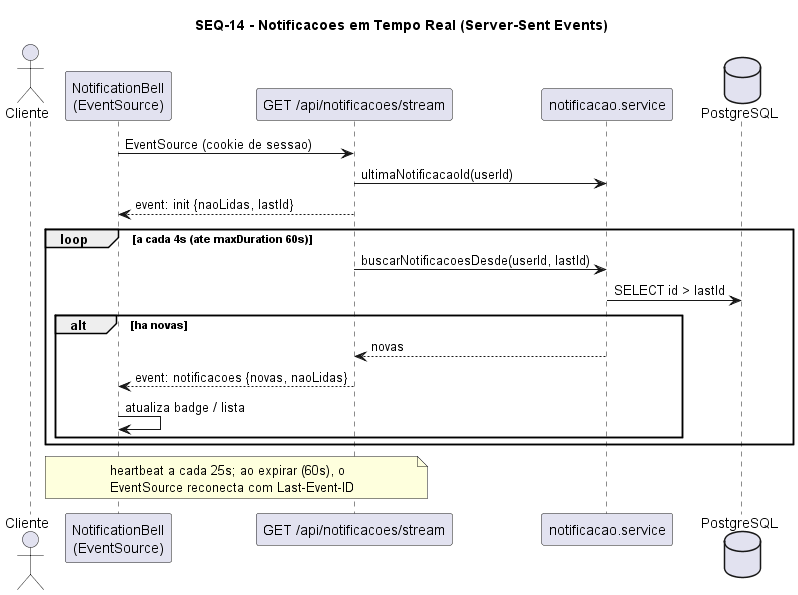 SEQ-14 - Notificacoes em Tempo Real (Server-Sent Events)
Cliente
NotificationBell
(EventSource)
GET /api/notificacoes/stream
notificacao.service
PostgreSQL
EventSource (cookie de sessao)
ultimaNotificacaoId(userId)
event: init {naoLidas, lastId}
loop
[a cada 4s (ate maxDuration 60s)]
buscarNotificacoesDesde(userId, lastId)
SELECT id > lastId
alt
[ha novas]
novas
event: notificacoes {novas, naoLidas}
atualiza badge / lista
heartbeat a cada 25s; ao expirar (60s), o
EventSource reconecta com Last-Event-ID
Cliente
NotificationBell
(EventSource)
GET /api/notificacoes/stream
notificacao.service
PostgreSQL